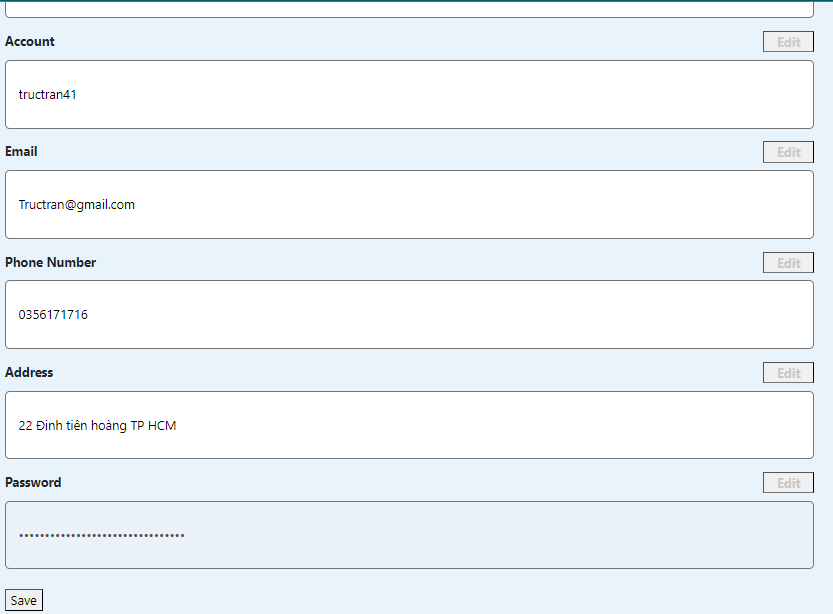 Account
Edit
tructran41
Email
Edit
Tructran@gmail.com
Phone Number
Edit
0356171716
Address
Edit
22 Đinh tiên hoàng TP HCM
Password
Edit
••••••••••••••••••••••••••••••••
Save